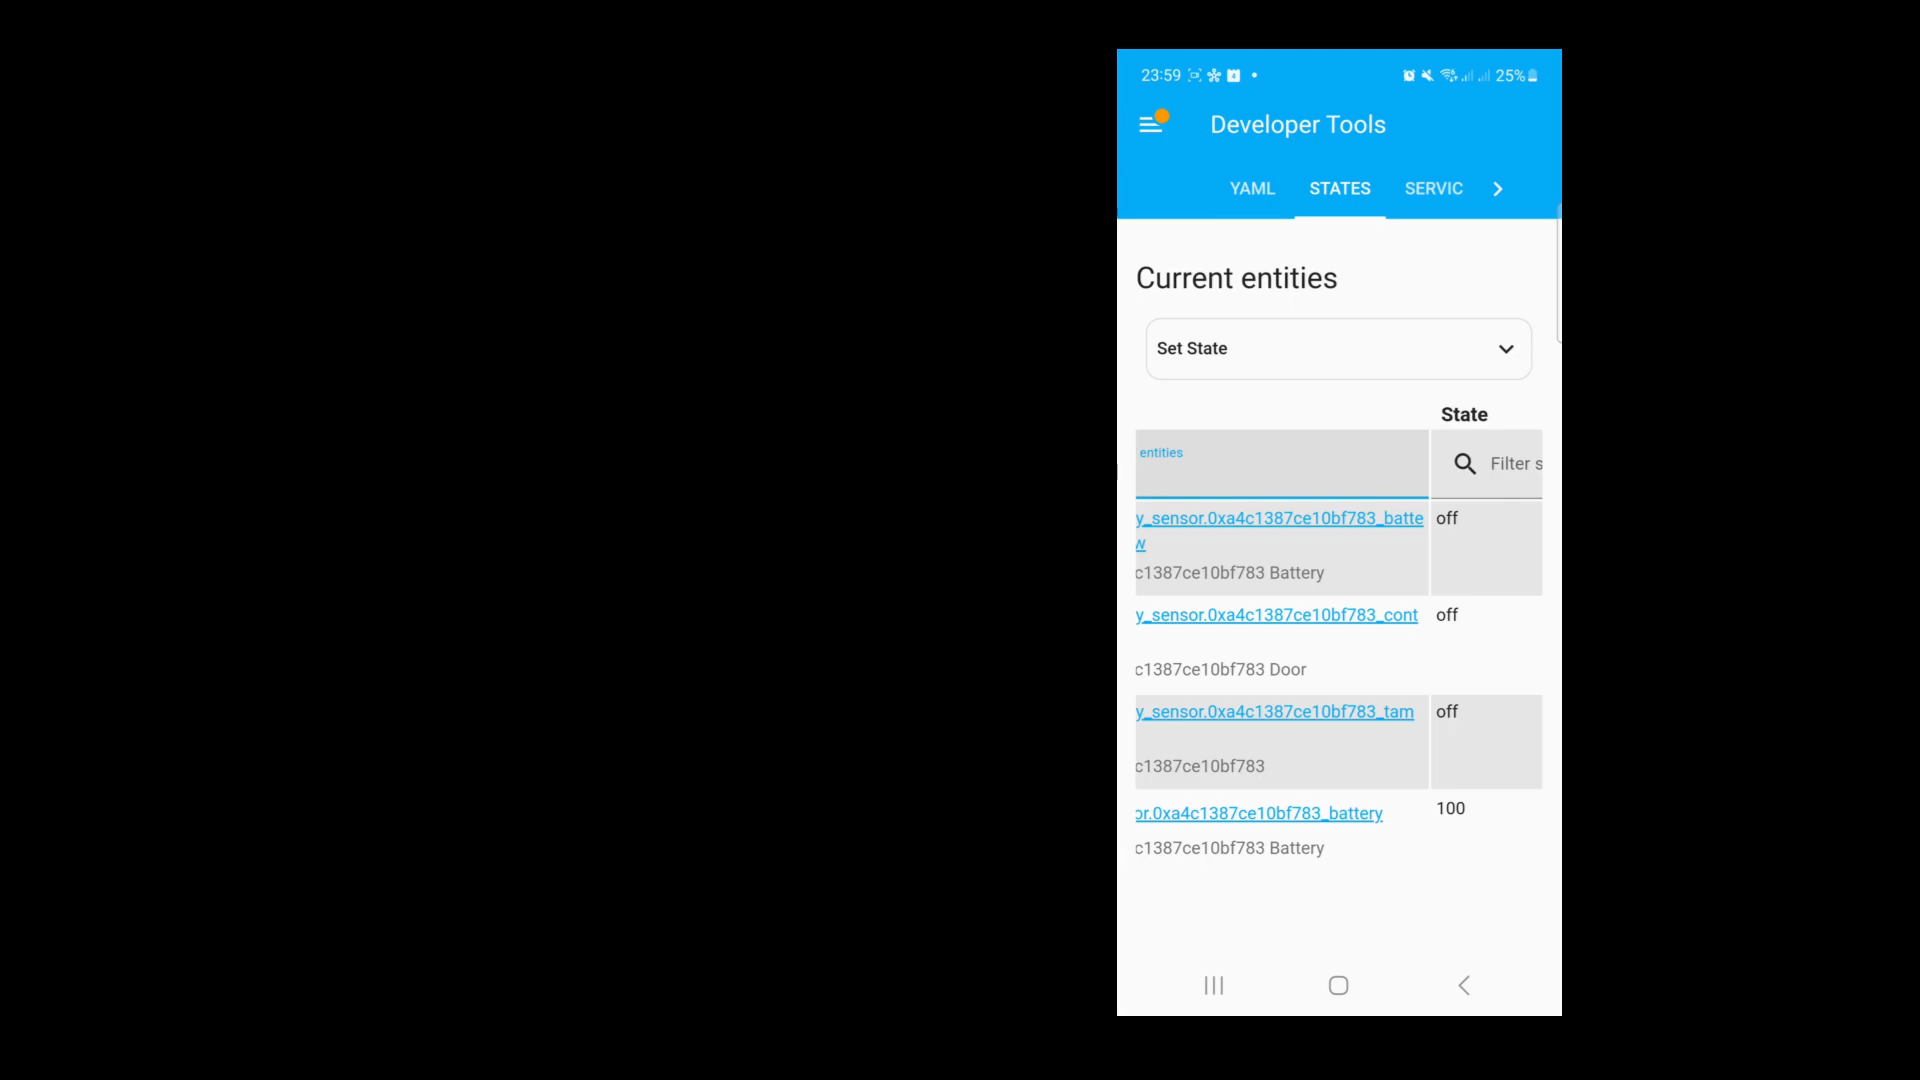 23:59 25%
Developer Tools
YAML STATES SERVIC
Current entities
Set State
State
entities
Filter s
y_sensor.0xa4c1387ce10bf783_batte off
w
c1387ce10bf783 Battery
y_sensor.0xa4c1387ce10bf783_cont off
c1387ce10bf783 Door
y_sensor.0xa4c1387ce10bf783_tam off
c1387ce10bf783
or.0xa4c1387ce10bf783_battery 100
c1387ce10bf783 Battery